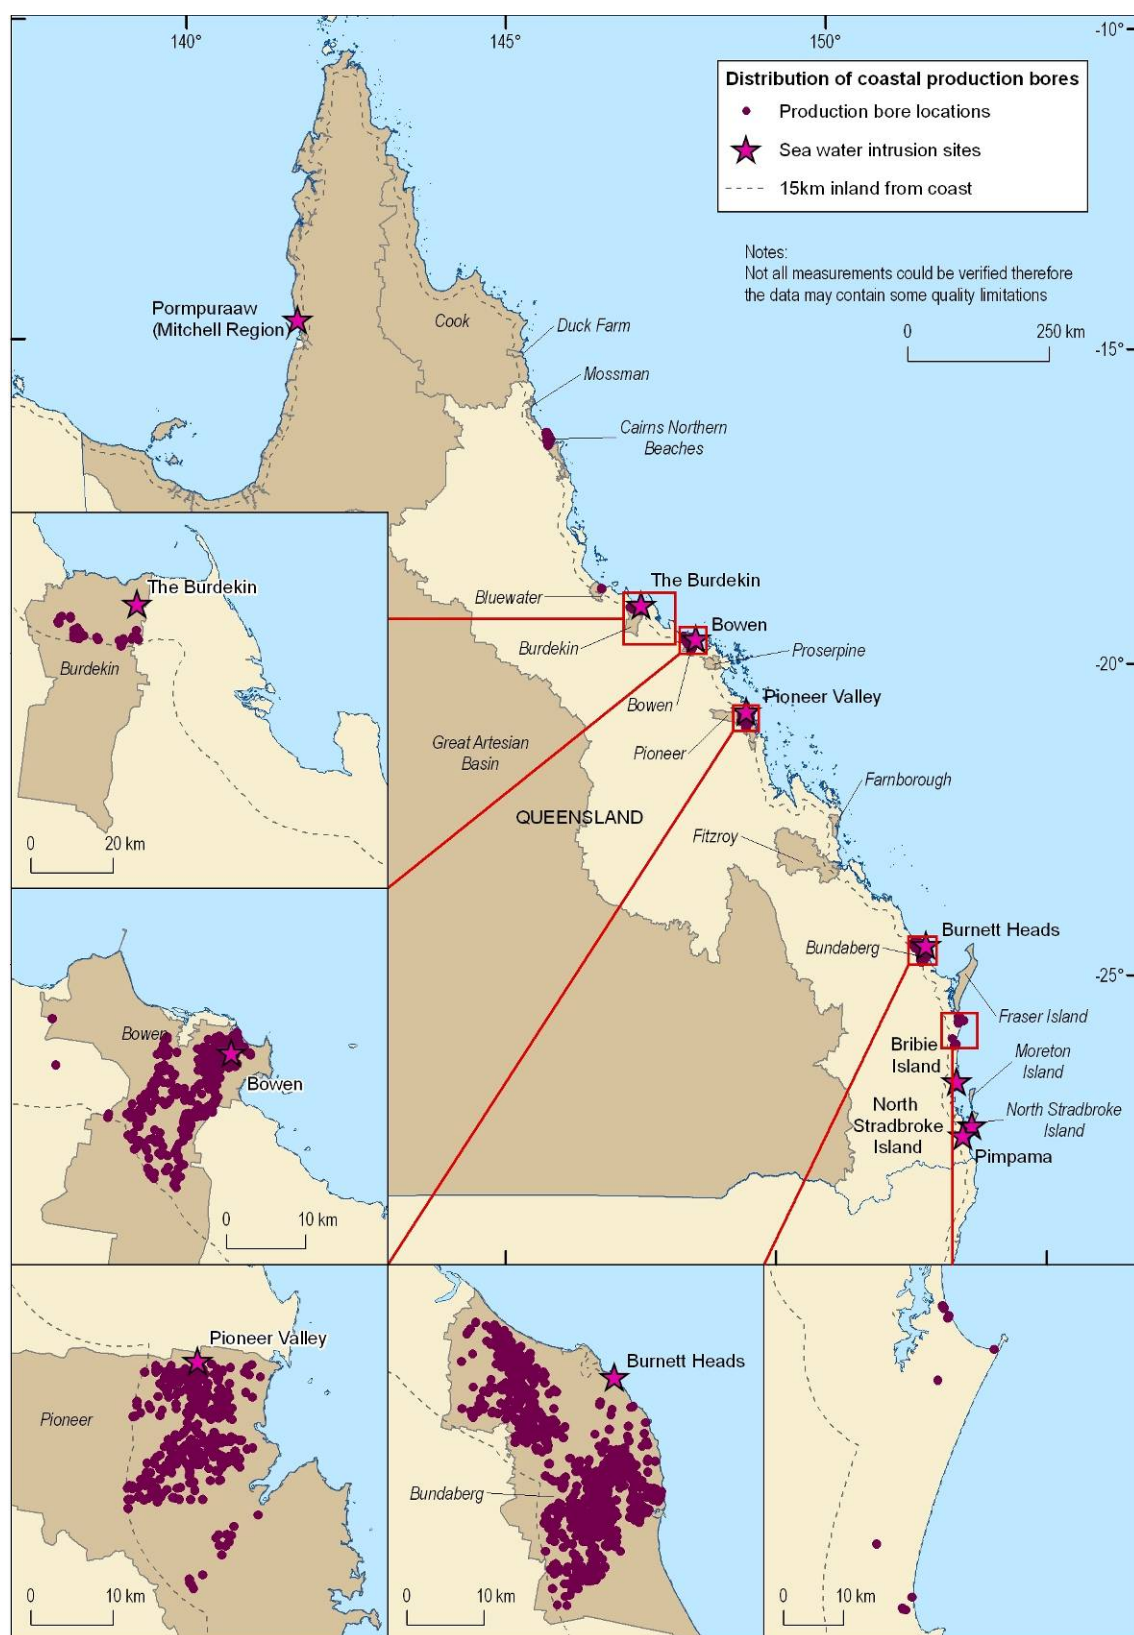 140°
145°
150°
-10°
Distribution of coastal production bores
Production bore locations
Sea water intrusion sites
15km inland from coast
Notes:
Not all measurements could be verified therefore
the data may contain some quality limitations
0
250 km
Pormpuraaw
(Mitchell Region)
Cook
Duck Farm
-15°
Mossman
Cairns Northern
Beaches
The Burdekin
Bluewater
Burdekin
Bowen
Proserpine
-20°
Bowen
Pioneer Valley
Pioneer
Great Artesian
Basin
Farnborough
QUEENSLAND
Fitzroy
Burnett Heads
Bundaberg
-25°
Fraser Island
Bribie
Island
Moreton
Island
North
Stradbroke
Island
North Stradbroke
Island
Pimpama
The Burdekin
Burdekin
0
20 km
Bowen
Bowen
0
10 km
Pioneer Valley
Pioneer
0
10 km
Burnett Heads
Bundaberg
0
10 km
0
10 km